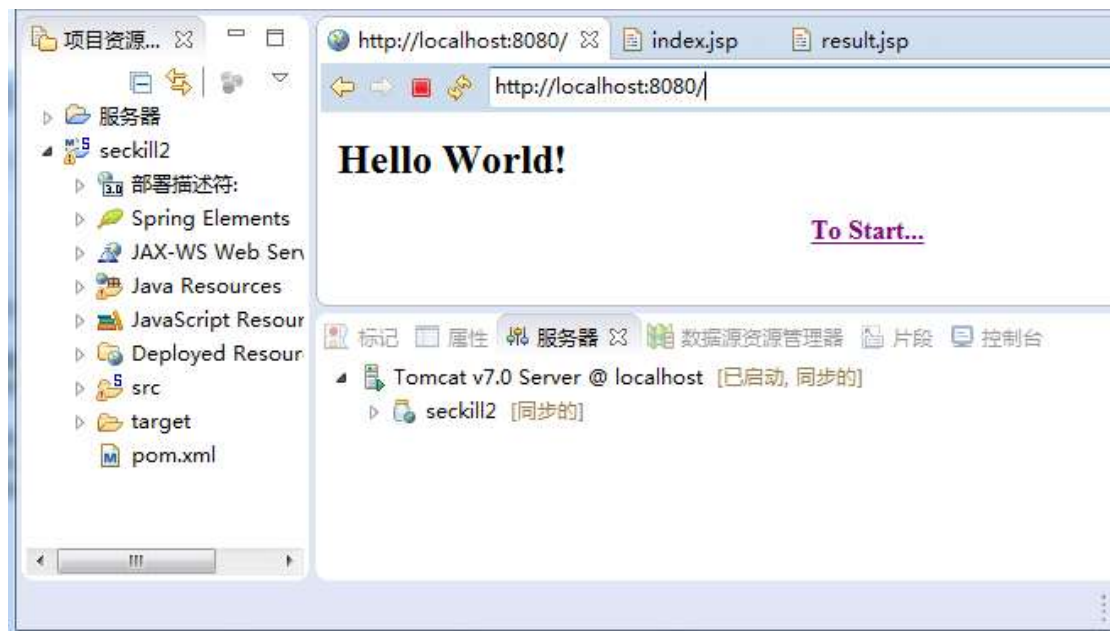 项目资源...
http://localhost:8080/
index.jsp
result.jsp
http://localhost:8080/
服务器
seckill2
部署描述符:
Spring Elements
JAX-WS Web Serv
Java Resources
JavaScript Resour
Deployed Resour
src
target
pom.xml
Hello World!
To Start...
标记
属性
服务器
数据源资源管理器
片段
控制台
Tomcat v7.0 Server @ localhost [已启动, 同步的]
seckill2 [同步的]